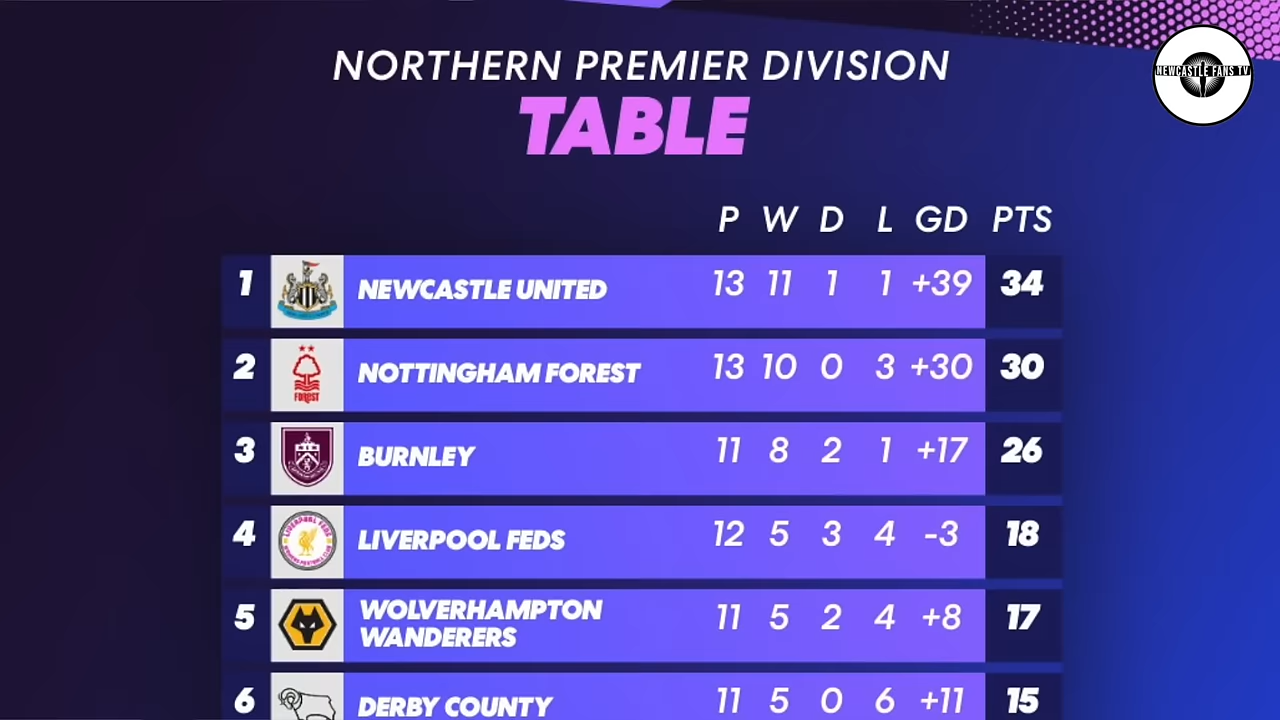 NORTHERN PREMIER DIVISION
TABLE
NEWCASTLE FANS TV
P W D L GD PTS
1 NEWCASTLE UNITED 13 11 1 1 +39 34
2 FOREST NOTTINGHAM FOREST 13 10 0 3 +30 30
3 BURNLEY 11 8 2 1 +17 26
4 LIVERPOOL FEDS 12 5 3 4 -3 18
5 WOLVERHAMPTON
WANDERERS 11 5 2 4 +8 17
6 DERBY COUNTY 11 5 0 6 +11 15